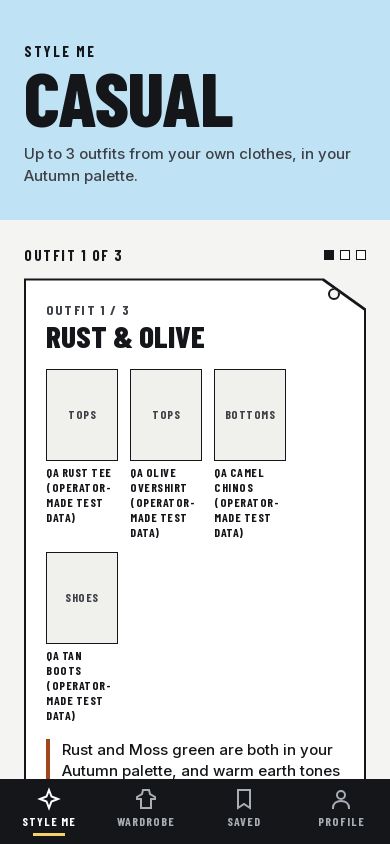 STYLE ME
CASUAL
Up to 3 outfits from your own clothes, in your
Autumn palette.
OUTFIT 1 OF 3
OUTFIT 1 / 3
RUST & OLIVE
TOPS
TOPS
BOTTOMS
QA RUST TEE
(OPERATOR-
MADE TEST
DATA)
QA OLIVE
OVERSHIRT
(OPERATOR-
MADE TEST
DATA)
QA CAMEL
CHINOS
(OPERATOR-
MADE TEST
DATA)
SHOES
QA TAN
BOOTS
(OPERATOR-
MADE TEST
DATA)
Rust and Moss green are both in your
Autumn palette, and warm earth tones
STYLE ME
WARDROBE
SAVED
PROFILE